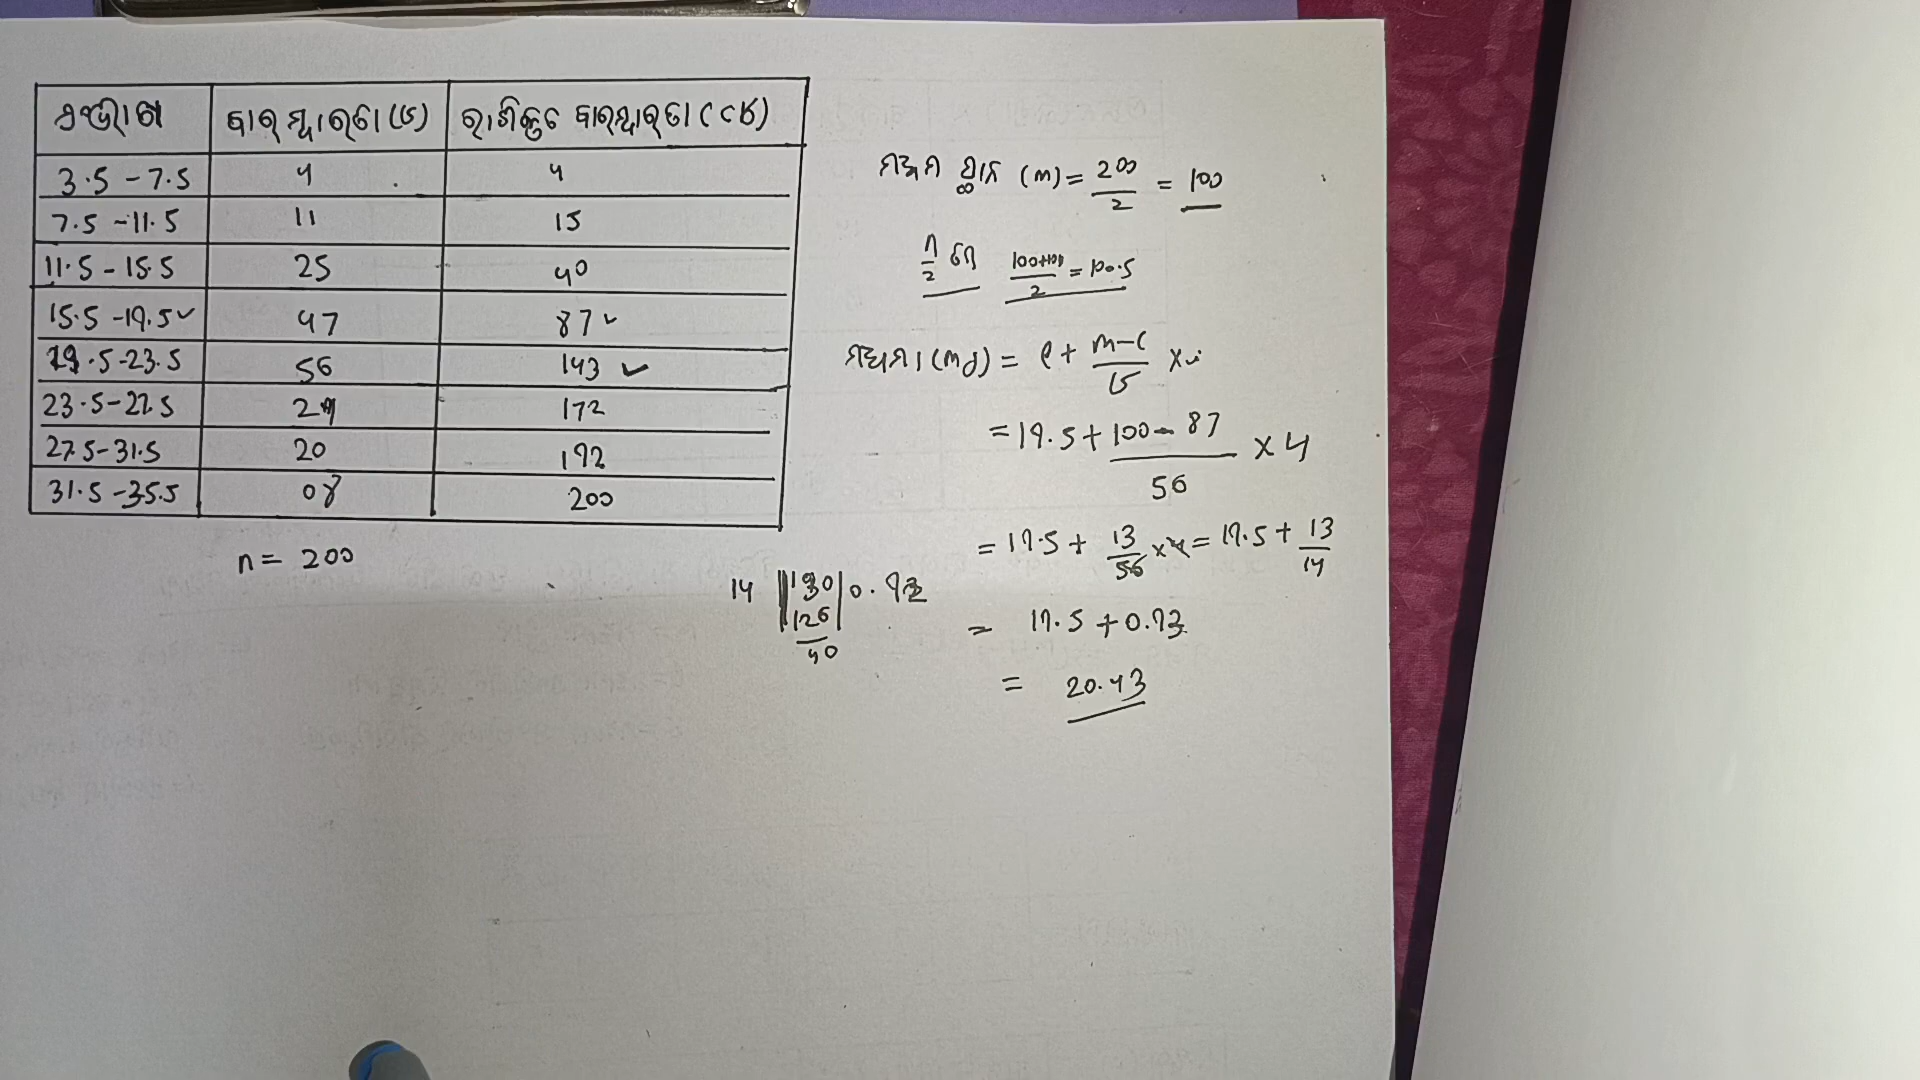 ସଂଭାଗ ବାରମ୍ବାରତା (f) ରାଶିକୃତ ବାରମ୍ବାରତା (cf)
3.5 - 7.5 4 4
7.5 - 11.5 11 15
11.5 - 15.5 25 40
15.5 - 19.5 ✓ 47 87 ✓
19.5 - 23.5 56 143 ✓
23.5 - 27.5 29 172
27.5 - 31.5 20 192
31.5 - 35.5 08 200
n = 200
ମଧ୍ୟମ ସ୍ଥାନ (m) = 200/2 = 100
n/2 ତମ (100+101)/2 = 100.5
ମଧ୍ୟମା (Md) = l + (m-c)/f × i
= 19.5 + (100 - 87)/56 × 4
= 19.5 + 13/56 × 4 = 19.5 + 13/14
14 | 130 | 0.92
126
40
= 19.5 + 0.93
= 20.43